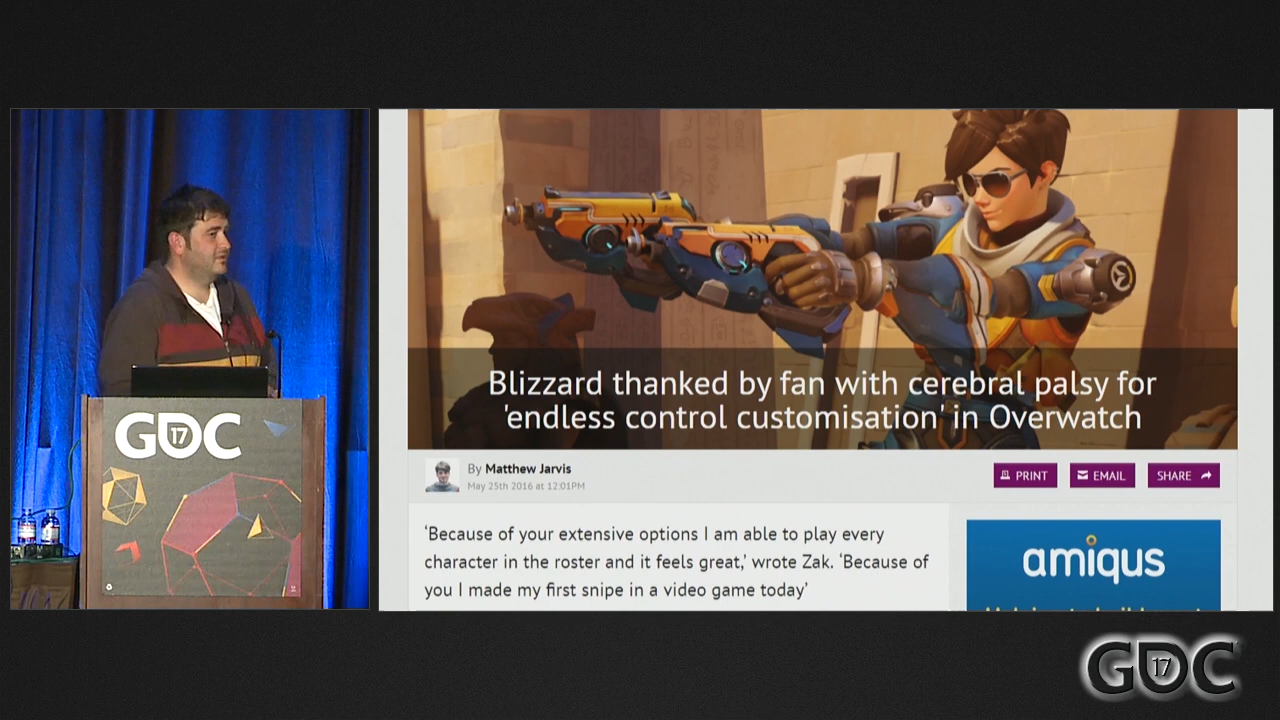 GDC
17
Blizzard thanked by fan with cerebral palsy for
'endless control customisation' in Overwatch
By Matthew Jarvis
May 25th 2016 at 12:01PM
PRINT
EMAIL
SHARE
‘Because of your extensive options I am able to play every
character in the roster and it feels great,’ wrote Zak. ‘Because of
you I made my first snipe in a video game today’
amiqus
GDC
17